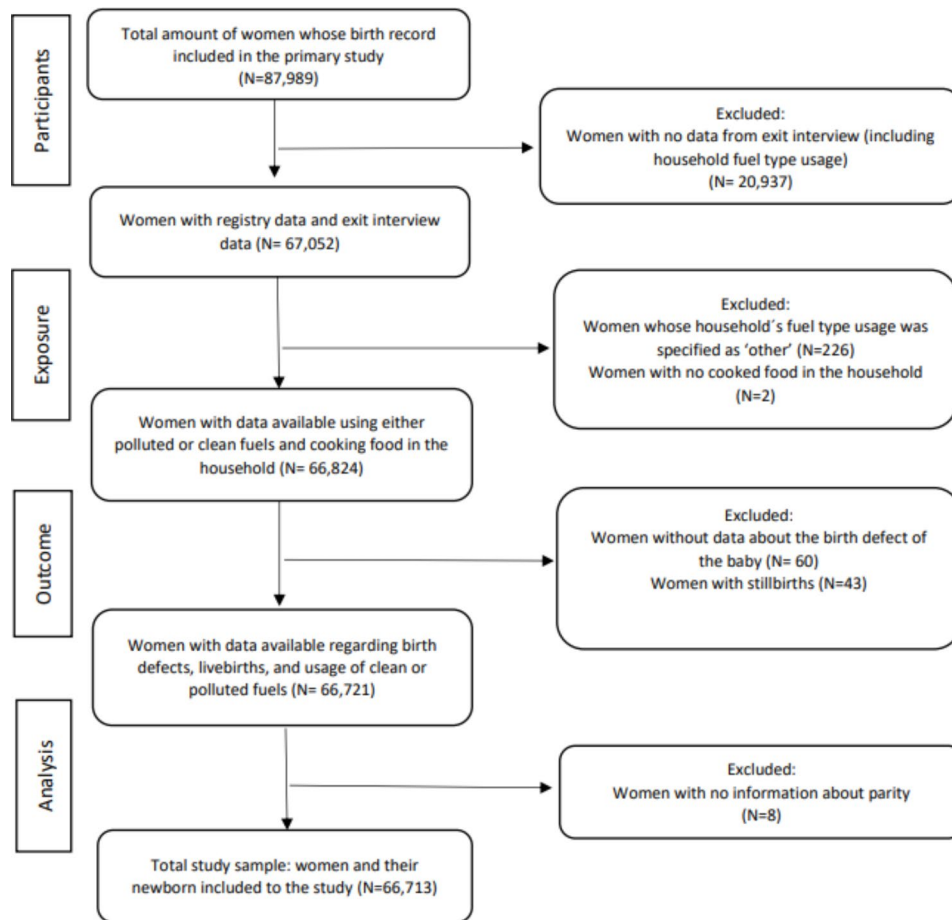 Participants
Total amount of women whose birth record
included in the primary study
(N=87,989)
Excluded:
Women with no data from exit interview (including
household fuel type usage)
(N= 20,937)
Women with registry data and exit interview
data (N= 67,052)
Exposure
Excluded:
Women whose household´s fuel type usage was
specified as ‘other’ (N=226)
Women with no cooked food in the household
(N=2)
Women with data available using either
polluted or clean fuels and cooking food in the
household (N= 66,824)
Outcome
Excluded:
Women without data about the birth defect of
the baby (N= 60)
Women with stillbirths (N=43)
Women with data available regarding birth
defects, livebirths, and usage of clean or
polluted fuels (N= 66,721)
Analysis
Excluded:
Women with no information about parity
(N=8)
Total study sample: women and their
newborn included to the study (N=66,713)